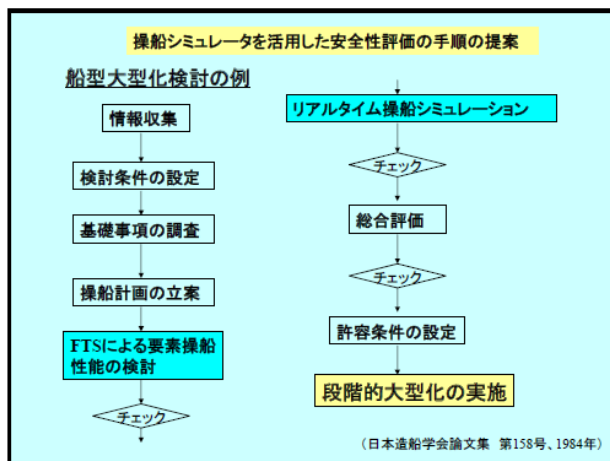 操船シミュレータを活用した安全性評価の手順の提案
船型大型化検討の例
情報収集
検討条件の設定
基礎事項の調査
操船計画の立案
FTSによる要素操船
性能の検討
チェック
リアルタイム操船シミュレーション
チェック
総合評価
チェック
許容条件の設定
段階的大型化の実施
(日本造船学会論文集 第158号、1984年)